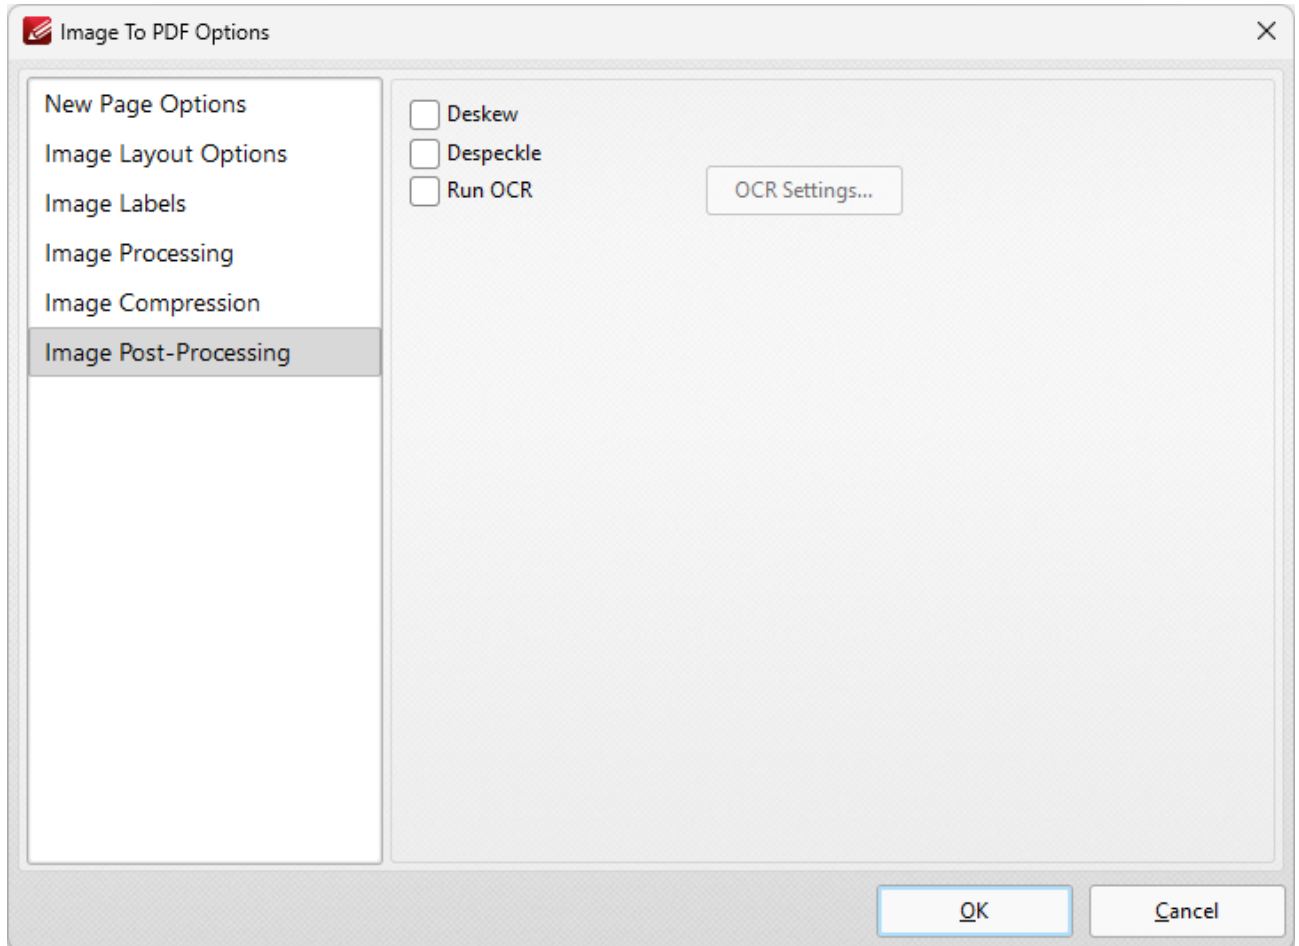 Image To PDF Options
New Page Options
Image Layout Options
Image Labels
Image Processing
Image Compression
Image Post-Processing
Deskew
Despeckle
Run OCR
OCR Settings...
OK
Cancel